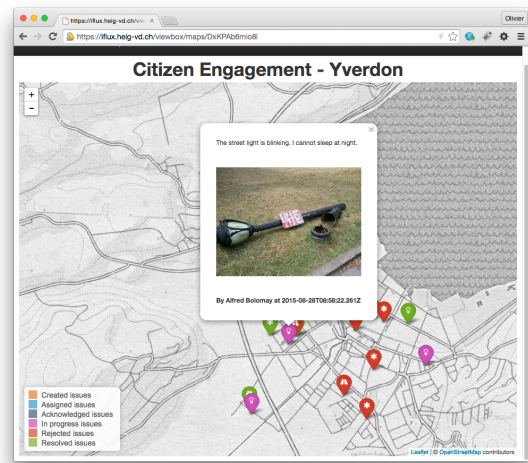 https://iflux.heig-vd.ch/vie
Olivier
https://iflux.heig-vd.ch/viewbox/maps/DxKPAb6mio8l
Citizen Engagement - Yverdon
+
-
The street light is blinking. I cannot sleep at night.
By Alfred Bolomay at 2015-08-28T08:58:22.261Z
Created issues
Assigned issues
Acknowledged issues
In progress issues
Rejected issues
Resolved issues
Leaflet | © OpenStreetMap contributors